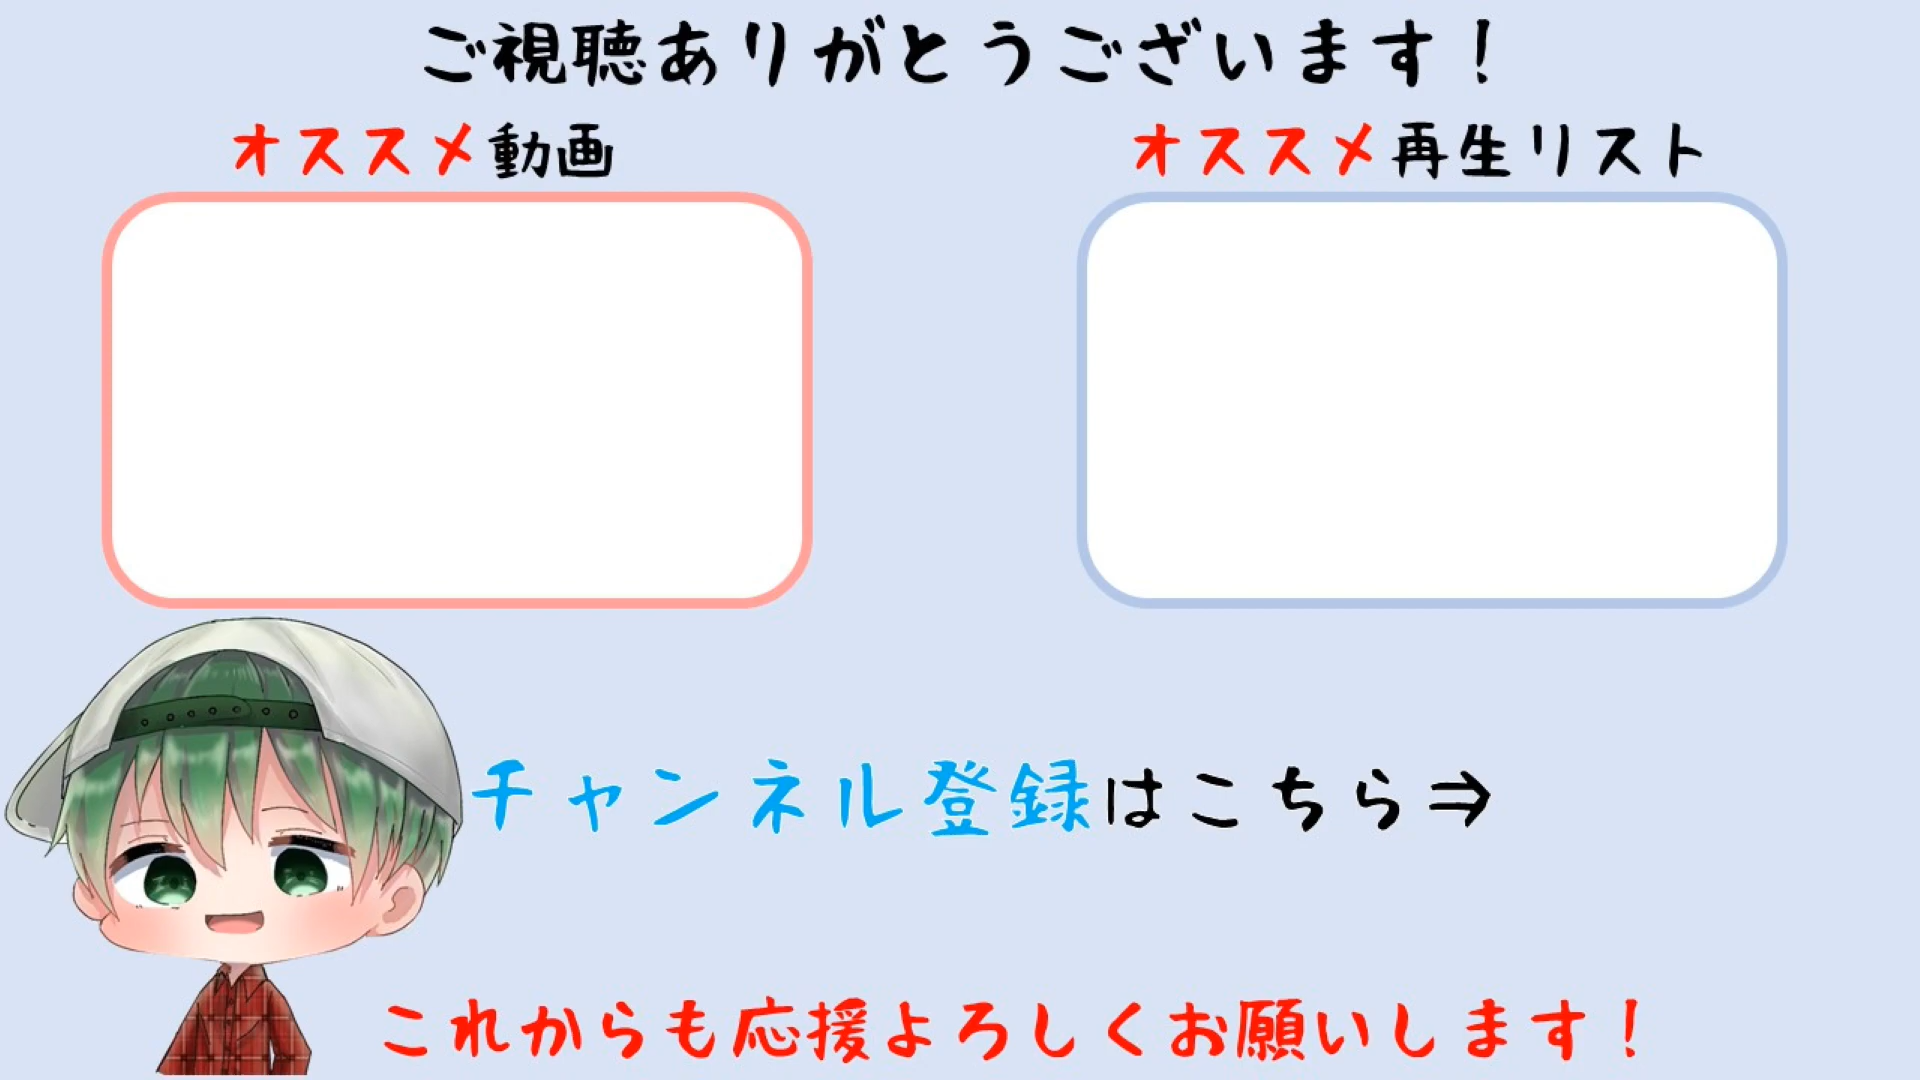 ご視聴ありがとうございます！
オススメ動画
オススメ再生リスト
チャンネル登録はこちら⇒
これからも応援よろしくお願いします！